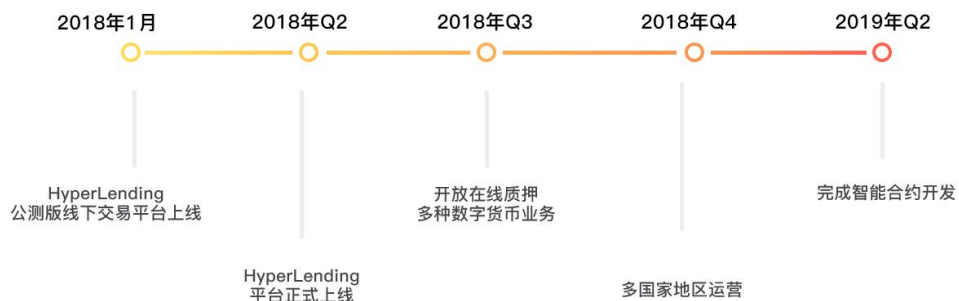 2018年1月
2018年Q2
2018年Q3
2018年Q4
2019年Q2
HyperLending
公测版线下交易平台上线
开放在线质押
多种数字货币业务
完成智能合约开发
HyperLending
平台正式上线
多国家地区运营